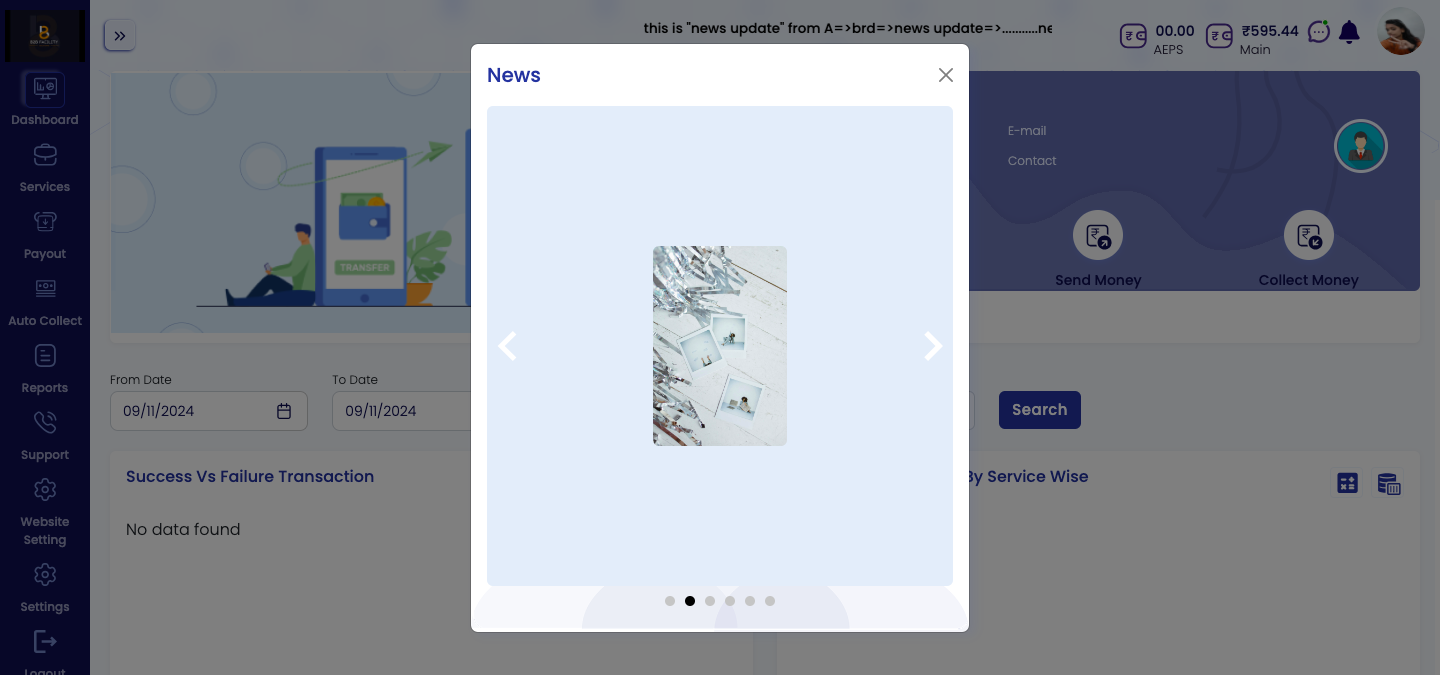 this is "news update" from A=>brd=>news update=>...........ne
00.00
AEPS
₹595.44
Main
Dashboard
Services
Payout
Auto Collect
Reports
Support
Website
Setting
Settings
Logout
News
TRANSFER
E-mail
Contact
Send Money
Collect Money
From Date
To Date
09/11/2024
09/11/2024
Search
Success Vs Failure Transaction
No data found
By Service Wise